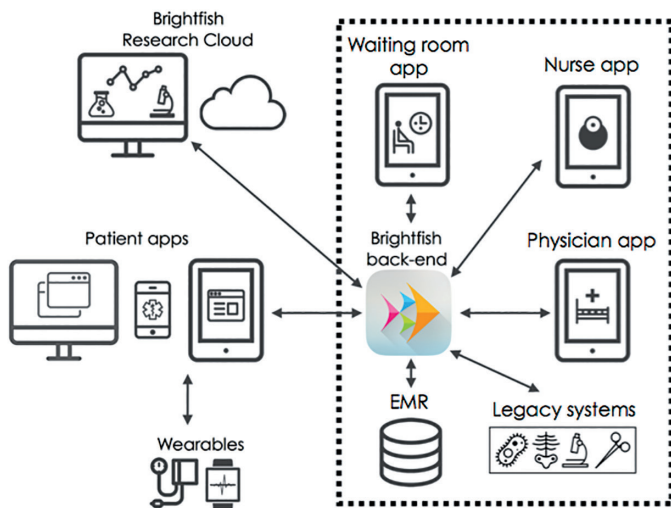 Brightfish
Research Cloud
Waiting room
app
Nurse app
Patient apps
Brightfish
back-end
Physician app
EMR
Legacy systems
Wearables